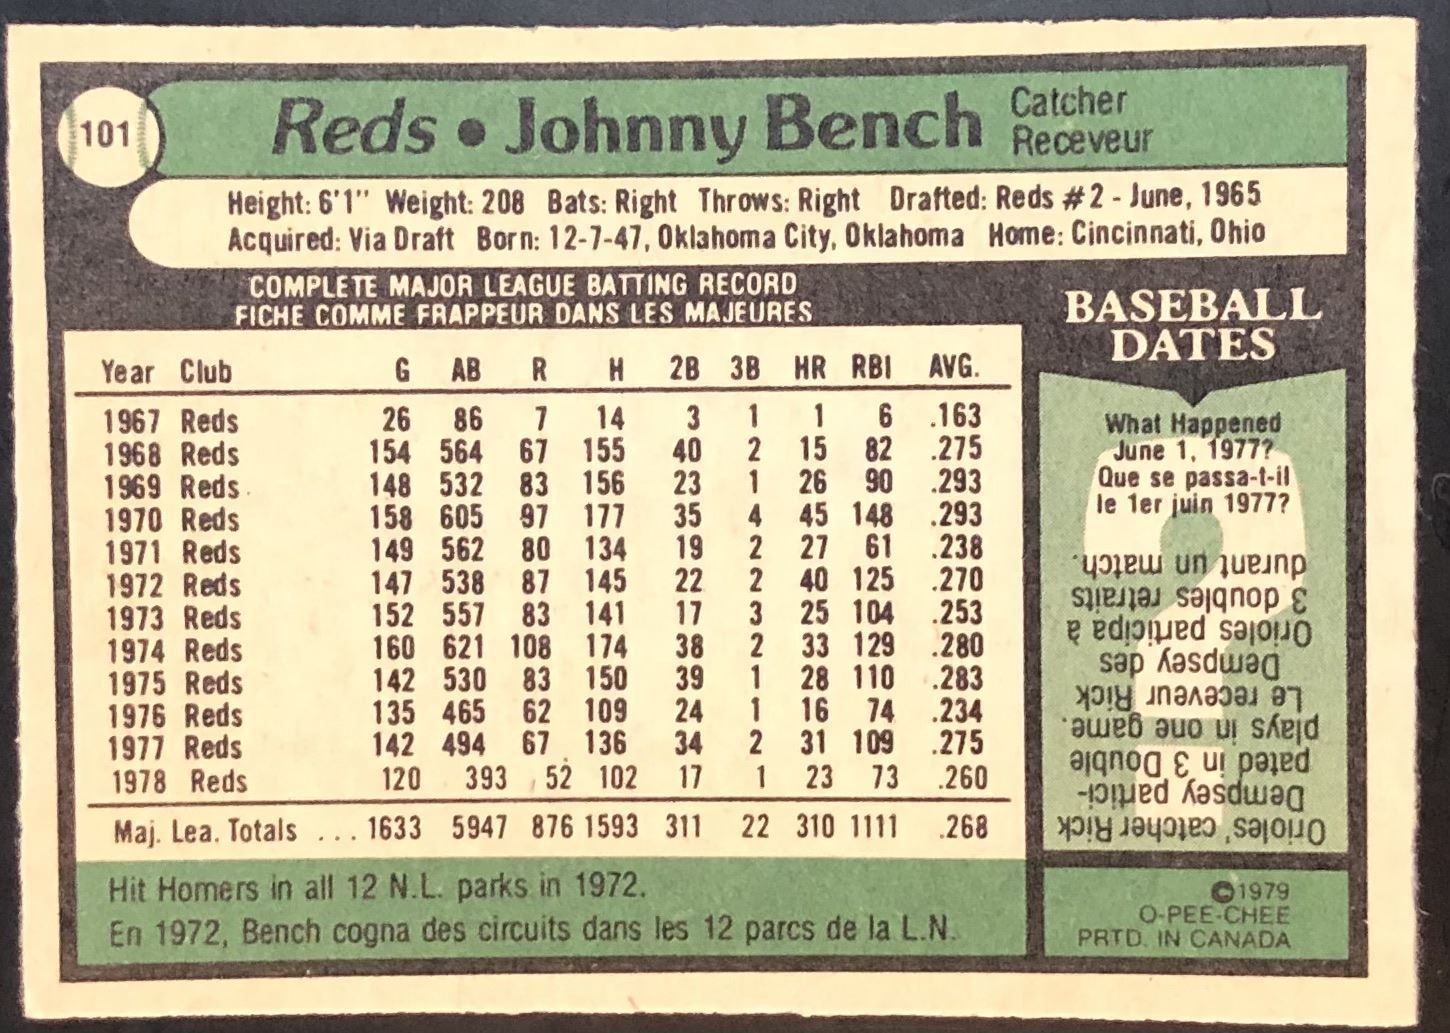 101
Reds • Johnny Bench
Catcher
Receveur
Height: 6'1" Weight: 208 Bats: Right Throws: Right Drafted: Reds #2 - June, 1965
Acquired: Via Draft Born: 12-7-47, Oklahoma City, Oklahoma Home: Cincinnati, Ohio
COMPLETE MAJOR LEAGUE BATTING RECORD
FICHE COMME FRAPPEUR DANS LES MAJEURES
Year Club G AB R H 2B 3B HR RBI AVG.
1967 Reds 26 86 7 14 3 1 1 6 .163
1968 Reds 154 564 67 155 40 2 15 82 .275
1969 Reds 148 532 83 156 23 1 26 90 .293
1970 Reds 158 605 97 177 35 4 45 148 .293
1971 Reds 149 562 80 134 19 2 27 61 .238
1972 Reds 147 538 87 145 22 2 40 125 .270
1973 Reds 152 557 83 141 17 3 25 104 .253
1974 Reds 160 621 108 174 38 2 33 129 .280
1975 Reds 142 530 83 150 39 1 28 110 .283
1976 Reds 135 465 62 109 24 1 16 74 .234
1977 Reds 142 494 67 136 34 2 31 109 .275
1978 Reds 120 393 52 102 17 1 23 73 .260
Maj. Lea. Totals ... 1633 5947 876 1593 311 22 310 1111 .268
Hit Homers in all 12 N.L. parks in 1972.
En 1972, Bench cogna des circuits dans les 12 parcs de la L.N.
BASEBALL
DATES
What Happened
June 1, 1977?
Que se passa-t-il
le 1er juin 1977?
Orioles' catcher Rick
Dempsey partici-
pated in 3 Double
plays in one game.
Le receveur Rick
Dempsey des
Orioles participa à
3 doubles retraits
durant un match.
©1979
O-PEE-CHEE
PRTD. IN CANADA